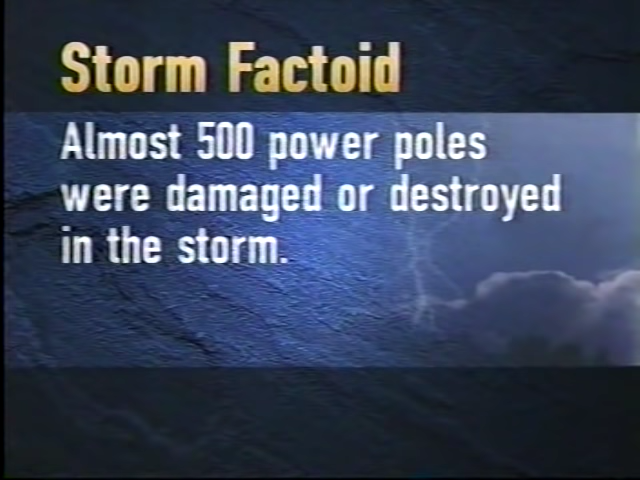 Storm Factoid
Almost 500 power poles
were damaged or destroyed
in the storm.